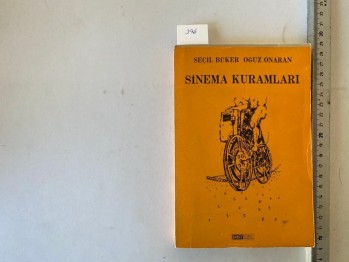 SEÇİL BÜKER OĞUZ ONARAN
SİNEMA KURAMLARI